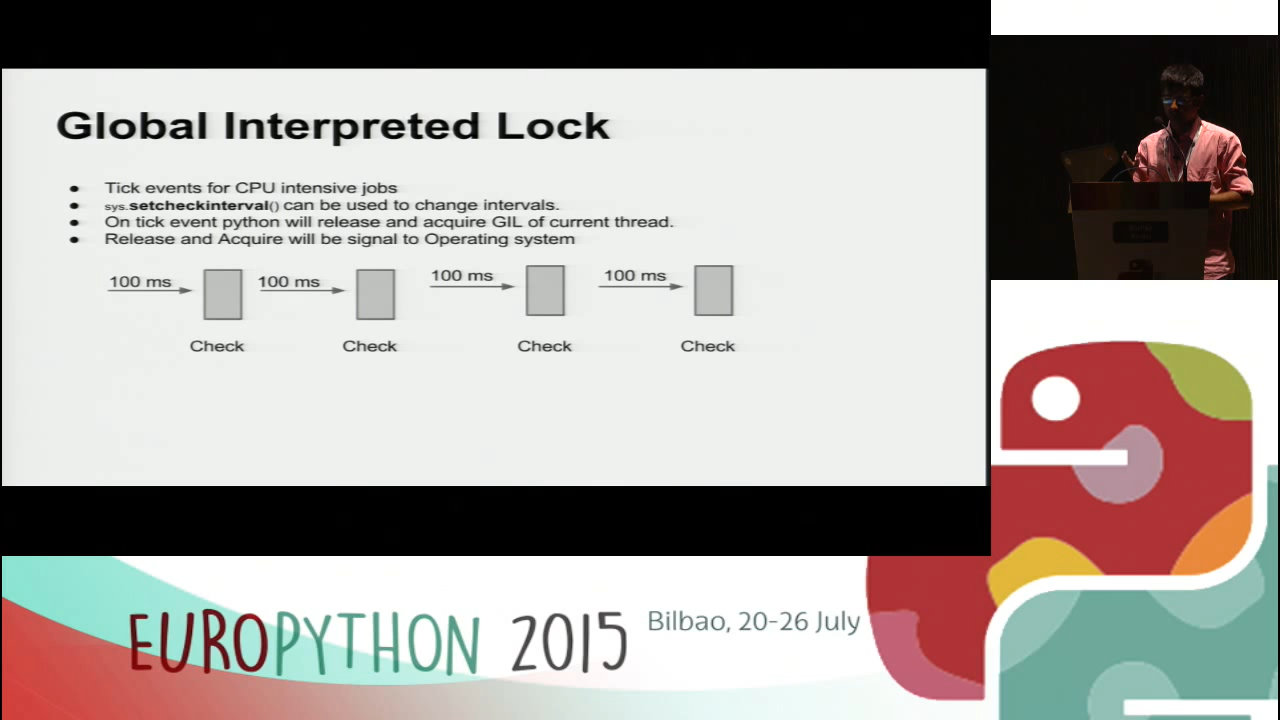 Global Interpreted Lock
● Tick events for CPU intensive jobs
● sys.setcheckinterval() can be used to change intervals.
● On tick event python will release and acquire GIL of current thread.
● Release and Acquire will be signal to Operating system
100 ms 100 ms 100 ms 100 ms
Check Check Check Check
EUROPYTHON 2015 Bilbao, 20-26 July